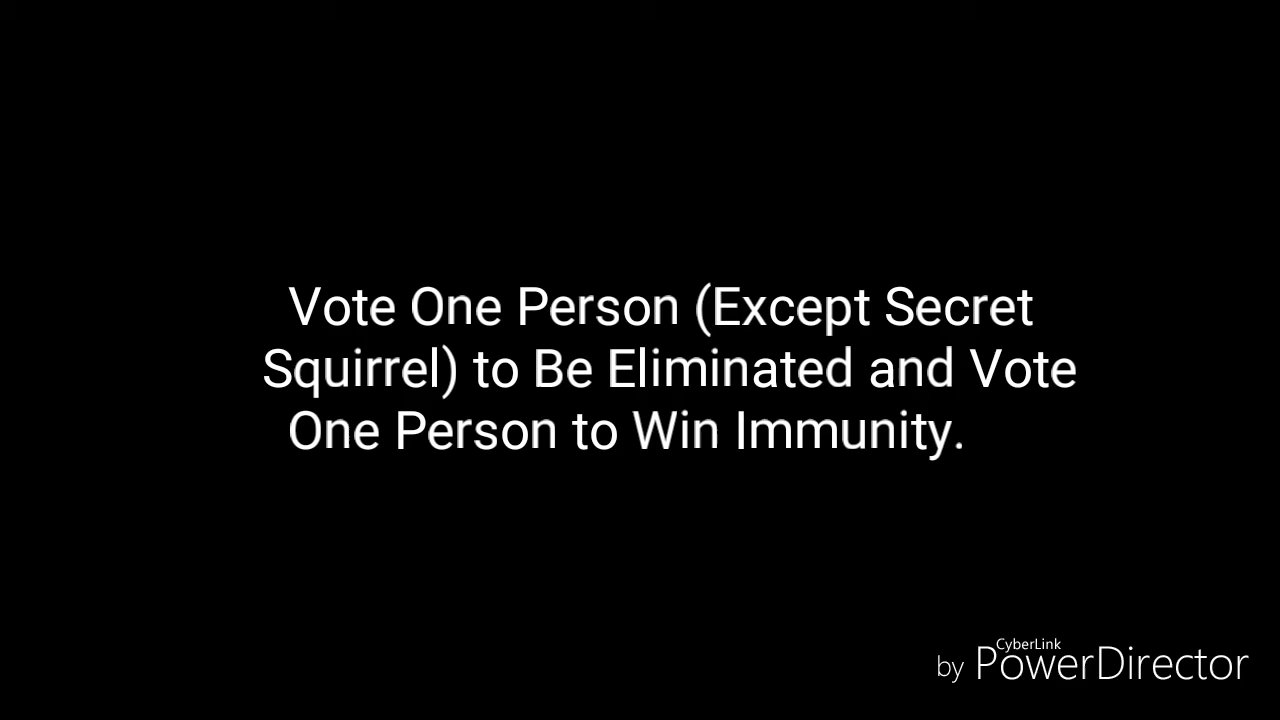 Vote One Person (Except Secret
Squirrel) to Be Eliminated and Vote
One Person to Win Immunity.
CyberLink
by PowerDirector